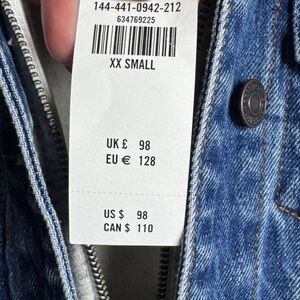 144-441-0942-212
634769225
XX SMALL
UK £ 98
EU € 128
US $ 98
CAN $ 110